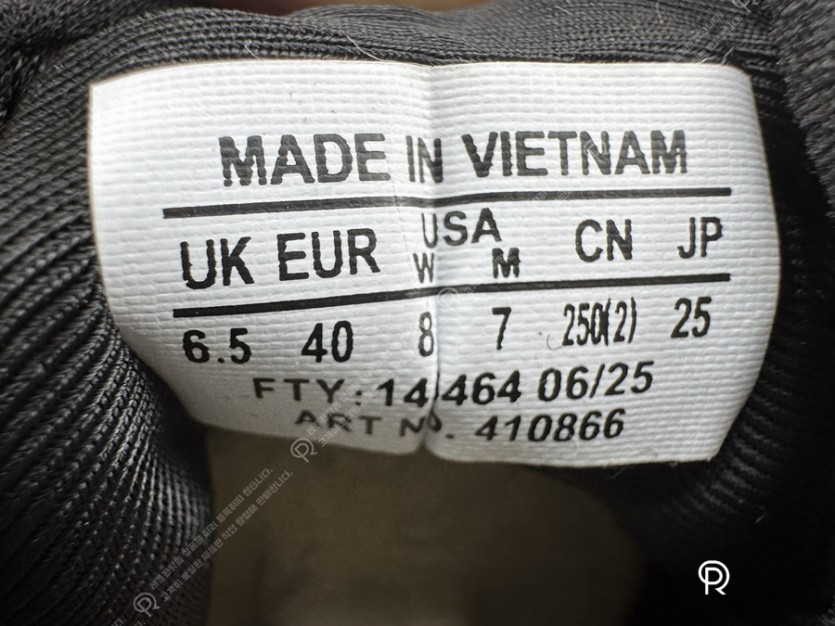 MADE IN VIETNAM
UK EUR USA CN JP
W M
6.5 40 8 7 250(2) 25
FTY: 14464 06/25
ART NO. 410866
R